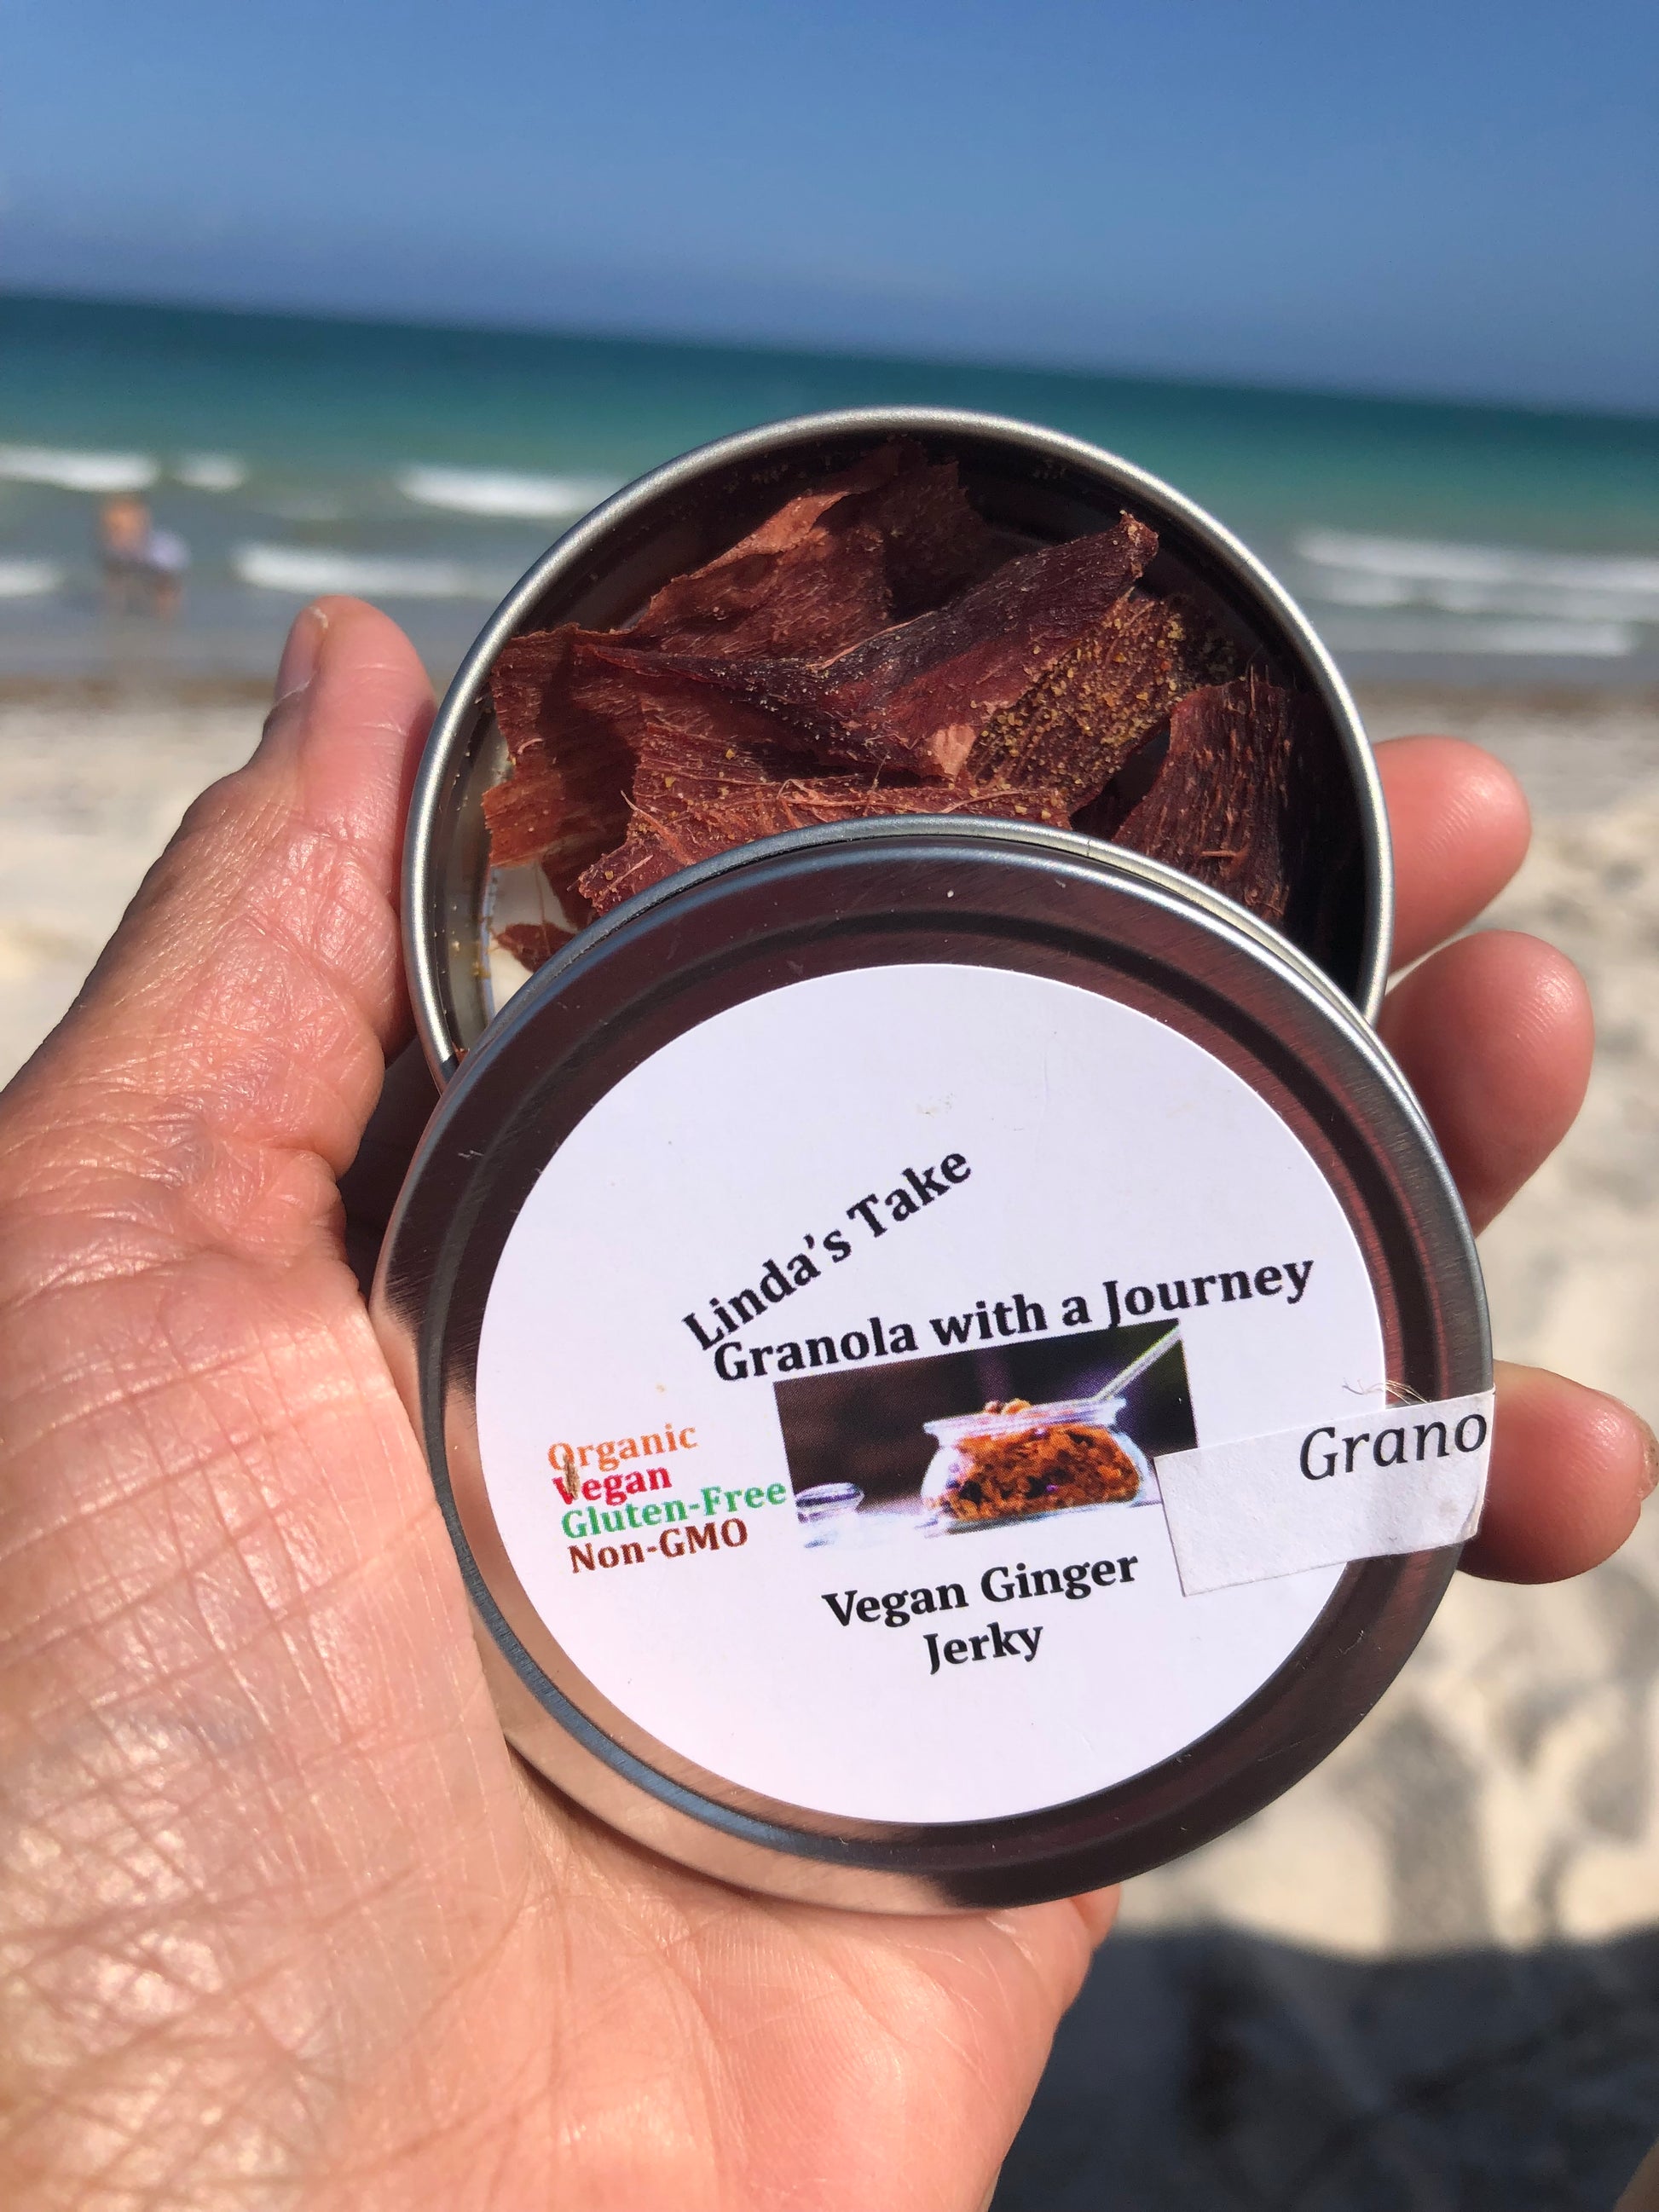 Linda's Take
Granola with a Journey
Organic
Vegan
Gluten-Free
Non-GMO
Grano
Vegan Ginger
Jerky